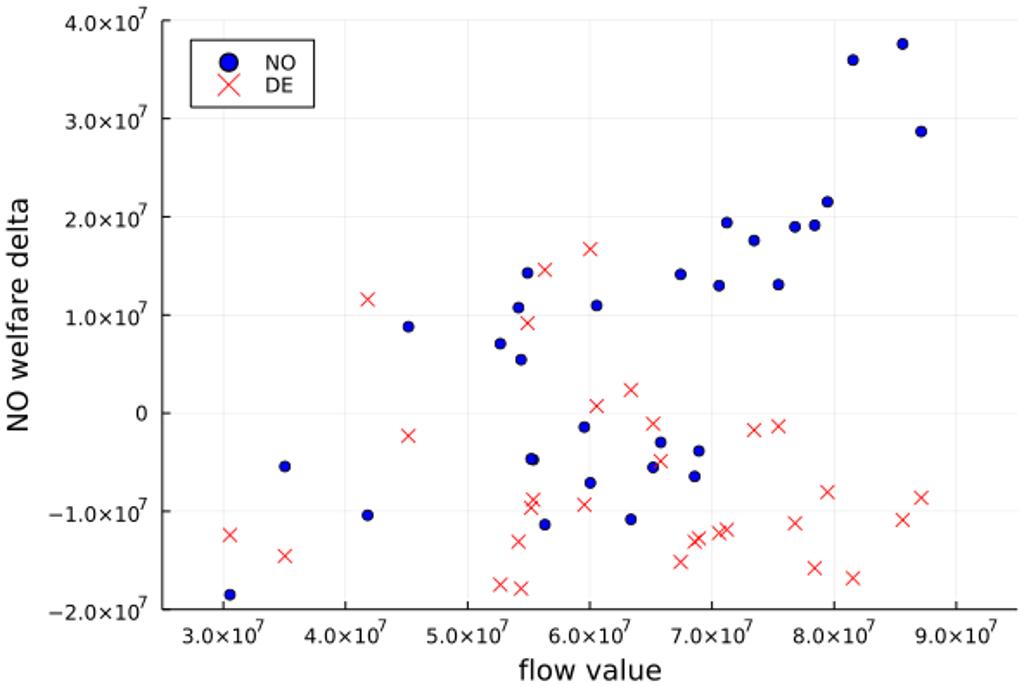 NO
DE
4.0×10⁷
3.0×10⁷
2.0×10⁷
1.0×10⁷
0
−1.0×10⁷
−2.0×10⁷
NO welfare delta
3.0×10⁷ 4.0×10⁷ 5.0×10⁷ 6.0×10⁷ 7.0×10⁷ 8.0×10⁷ 9.0×10⁷
flow value